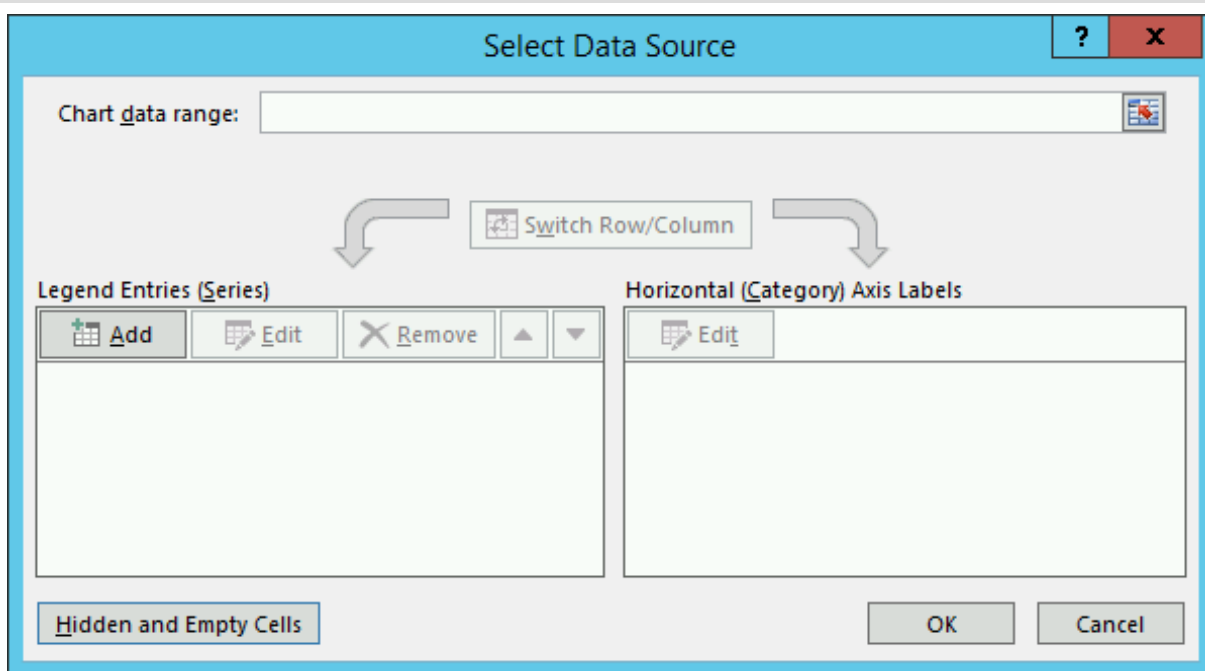 Select Data Source
? x
Chart data range:
Switch Row/Column
Legend Entries (Series)
Horizontal (Category) Axis Labels
Add Edit Remove
Edit
Hidden and Empty Cells
OK Cancel